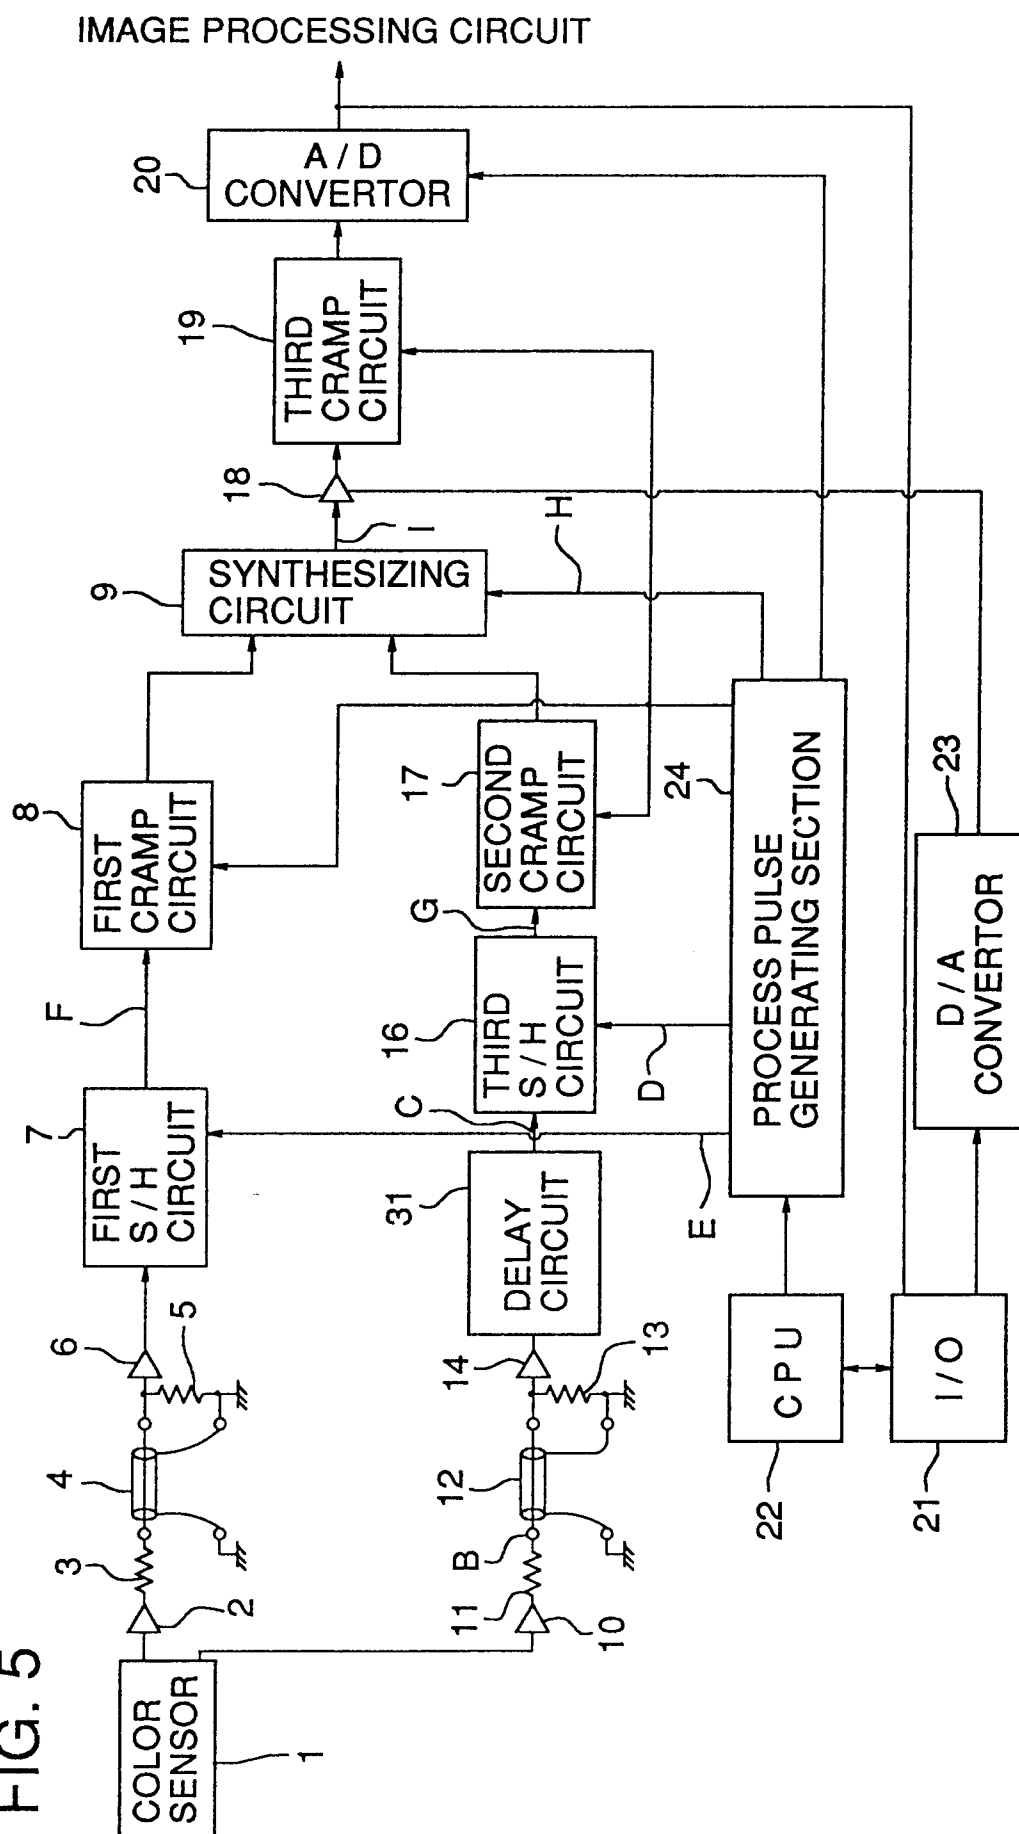 IMAGE PROCESSING CIRCUIT
FIG. 5
COLOR
SENSOR
1
2
3
4
5
6
FIRST
S/H
CIRCUIT
7
F
FIRST
CRAMP
CIRCUIT
8
SYNTHESIZING
CIRCUIT
9
I
18
THIRD
CRAMP
CIRCUIT
19
A/D
CONVERTOR
20
10
11
B
12
13
14
DELAY
CIRCUIT
31
C
THIRD
S/H
CIRCUIT
16
G
SECOND
CRAMP
CIRCUIT
17
D
E
H
PROCESS PULSE
GENERATING SECTION
24
CPU
22
I/O
21
D/A
CONVERTOR
23